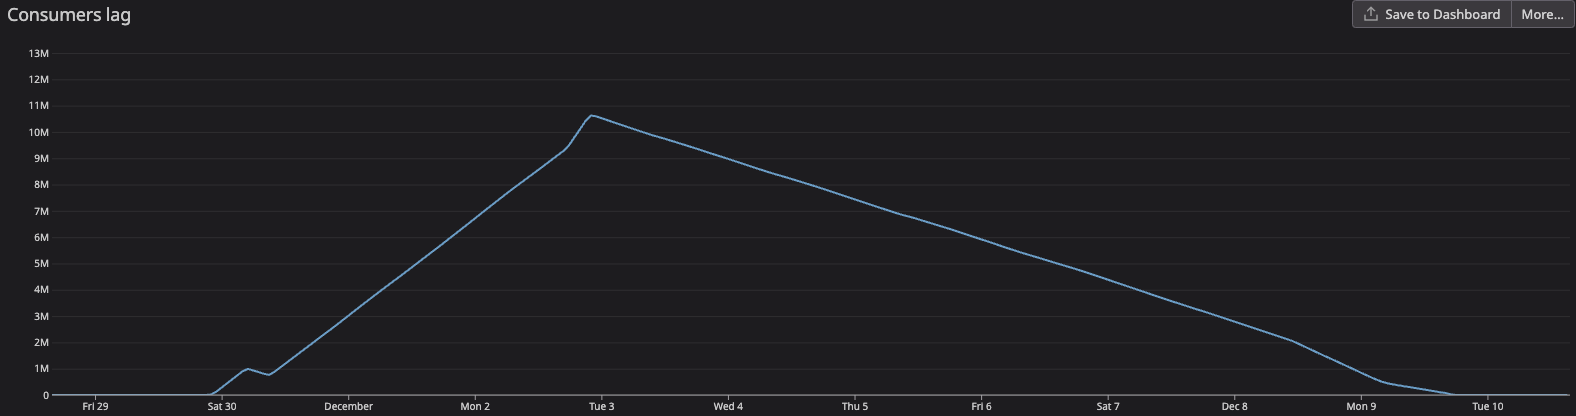 Consumers lag
Save to Dashboard
More...
13M
12M
11M
10M
9M
8M
7M
6M
5M
4M
3M
2M
1M
0
Fri 29 Sat 30 December Mon 2 Tue 3 Wed 4 Thu 5 Fri 6 Sat 7 Dec 8 Mon 9 Tue 10